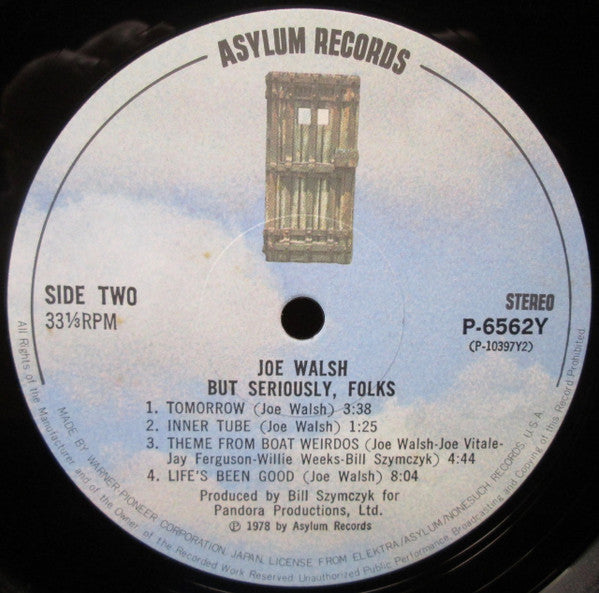 ASYLUM RECORDS
SIDE TWO
33⅓RPM
STEREO
P-6562Y
(P-10397Y2)
JOE WALSH
BUT SERIOUSLY, FOLKS
1. TOMORROW (Joe Walsh) 3:38
2. INNER TUBE (Joe Walsh) 1:25
3. THEME FROM BOAT WEIRDOS (Joe Walsh-Joe Vitale-
Jay Ferguson-Willie Weeks-Bill Szymczyk) 4:44
4. LIFE'S BEEN GOOD (Joe Walsh) 8:04
Produced by Bill Szymczyk for
Pandora Productions, Ltd.
℗ 1978 by Asylum Records
MADE BY WARNER-PIONEER CORPORATION, JAPAN, LICENSE FROM ELEKTRA/ASYLUM/NONESUCH RECORDS, U.S.A.
All Rights of the Manufacturer and of the Owner of the Recorded Work Reserved Unauthorized Public Performance, Broadcasting and Copying of this Record Prohibited